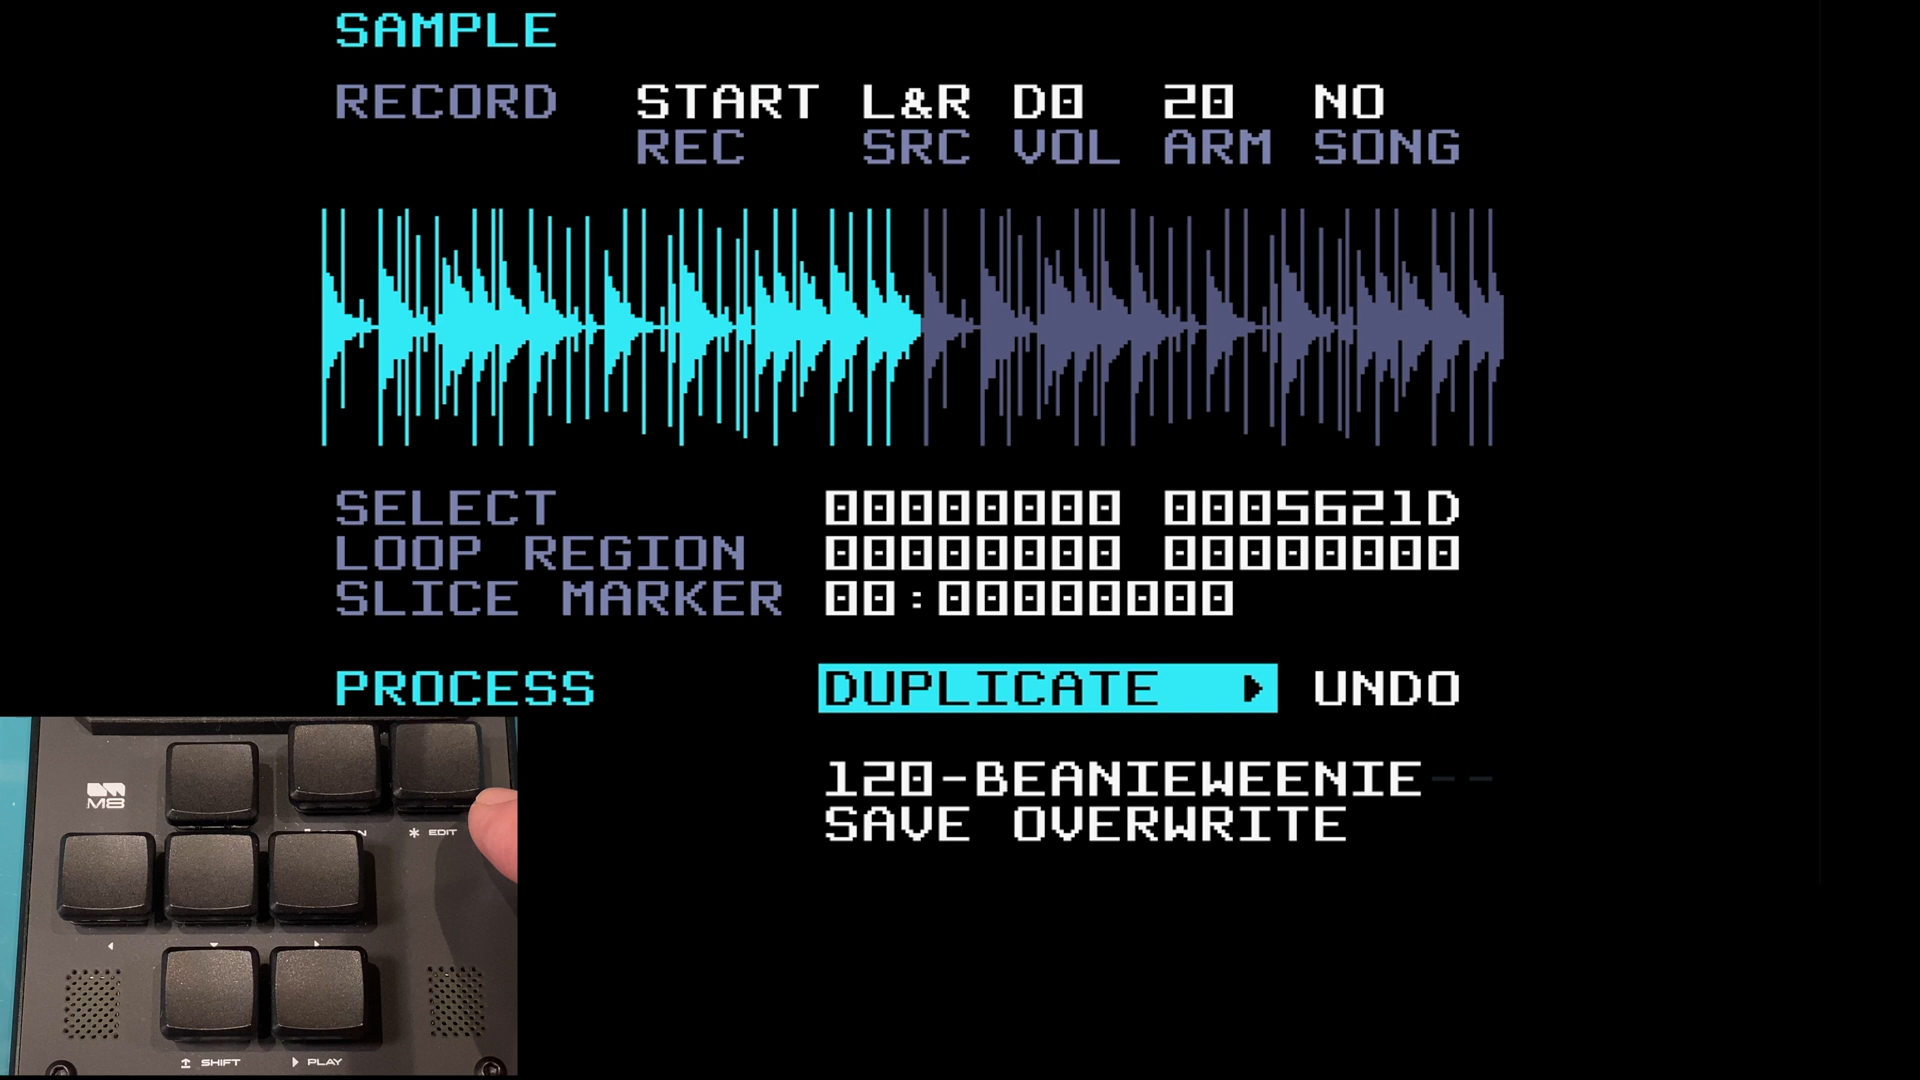 SAMPLE
RECORD START L&R D0 20 NO
REC SRC VOL ARM SONG
SELECT 00000000 0005621D
LOOP REGION 00000000 00000000
SLICE MARKER 00:00000000
PROCESS DUPLICATE UNDO
120-BEANIEWEENIE--
SAVE OVERWRITE
M8
EDIT
SHIFT PLAY